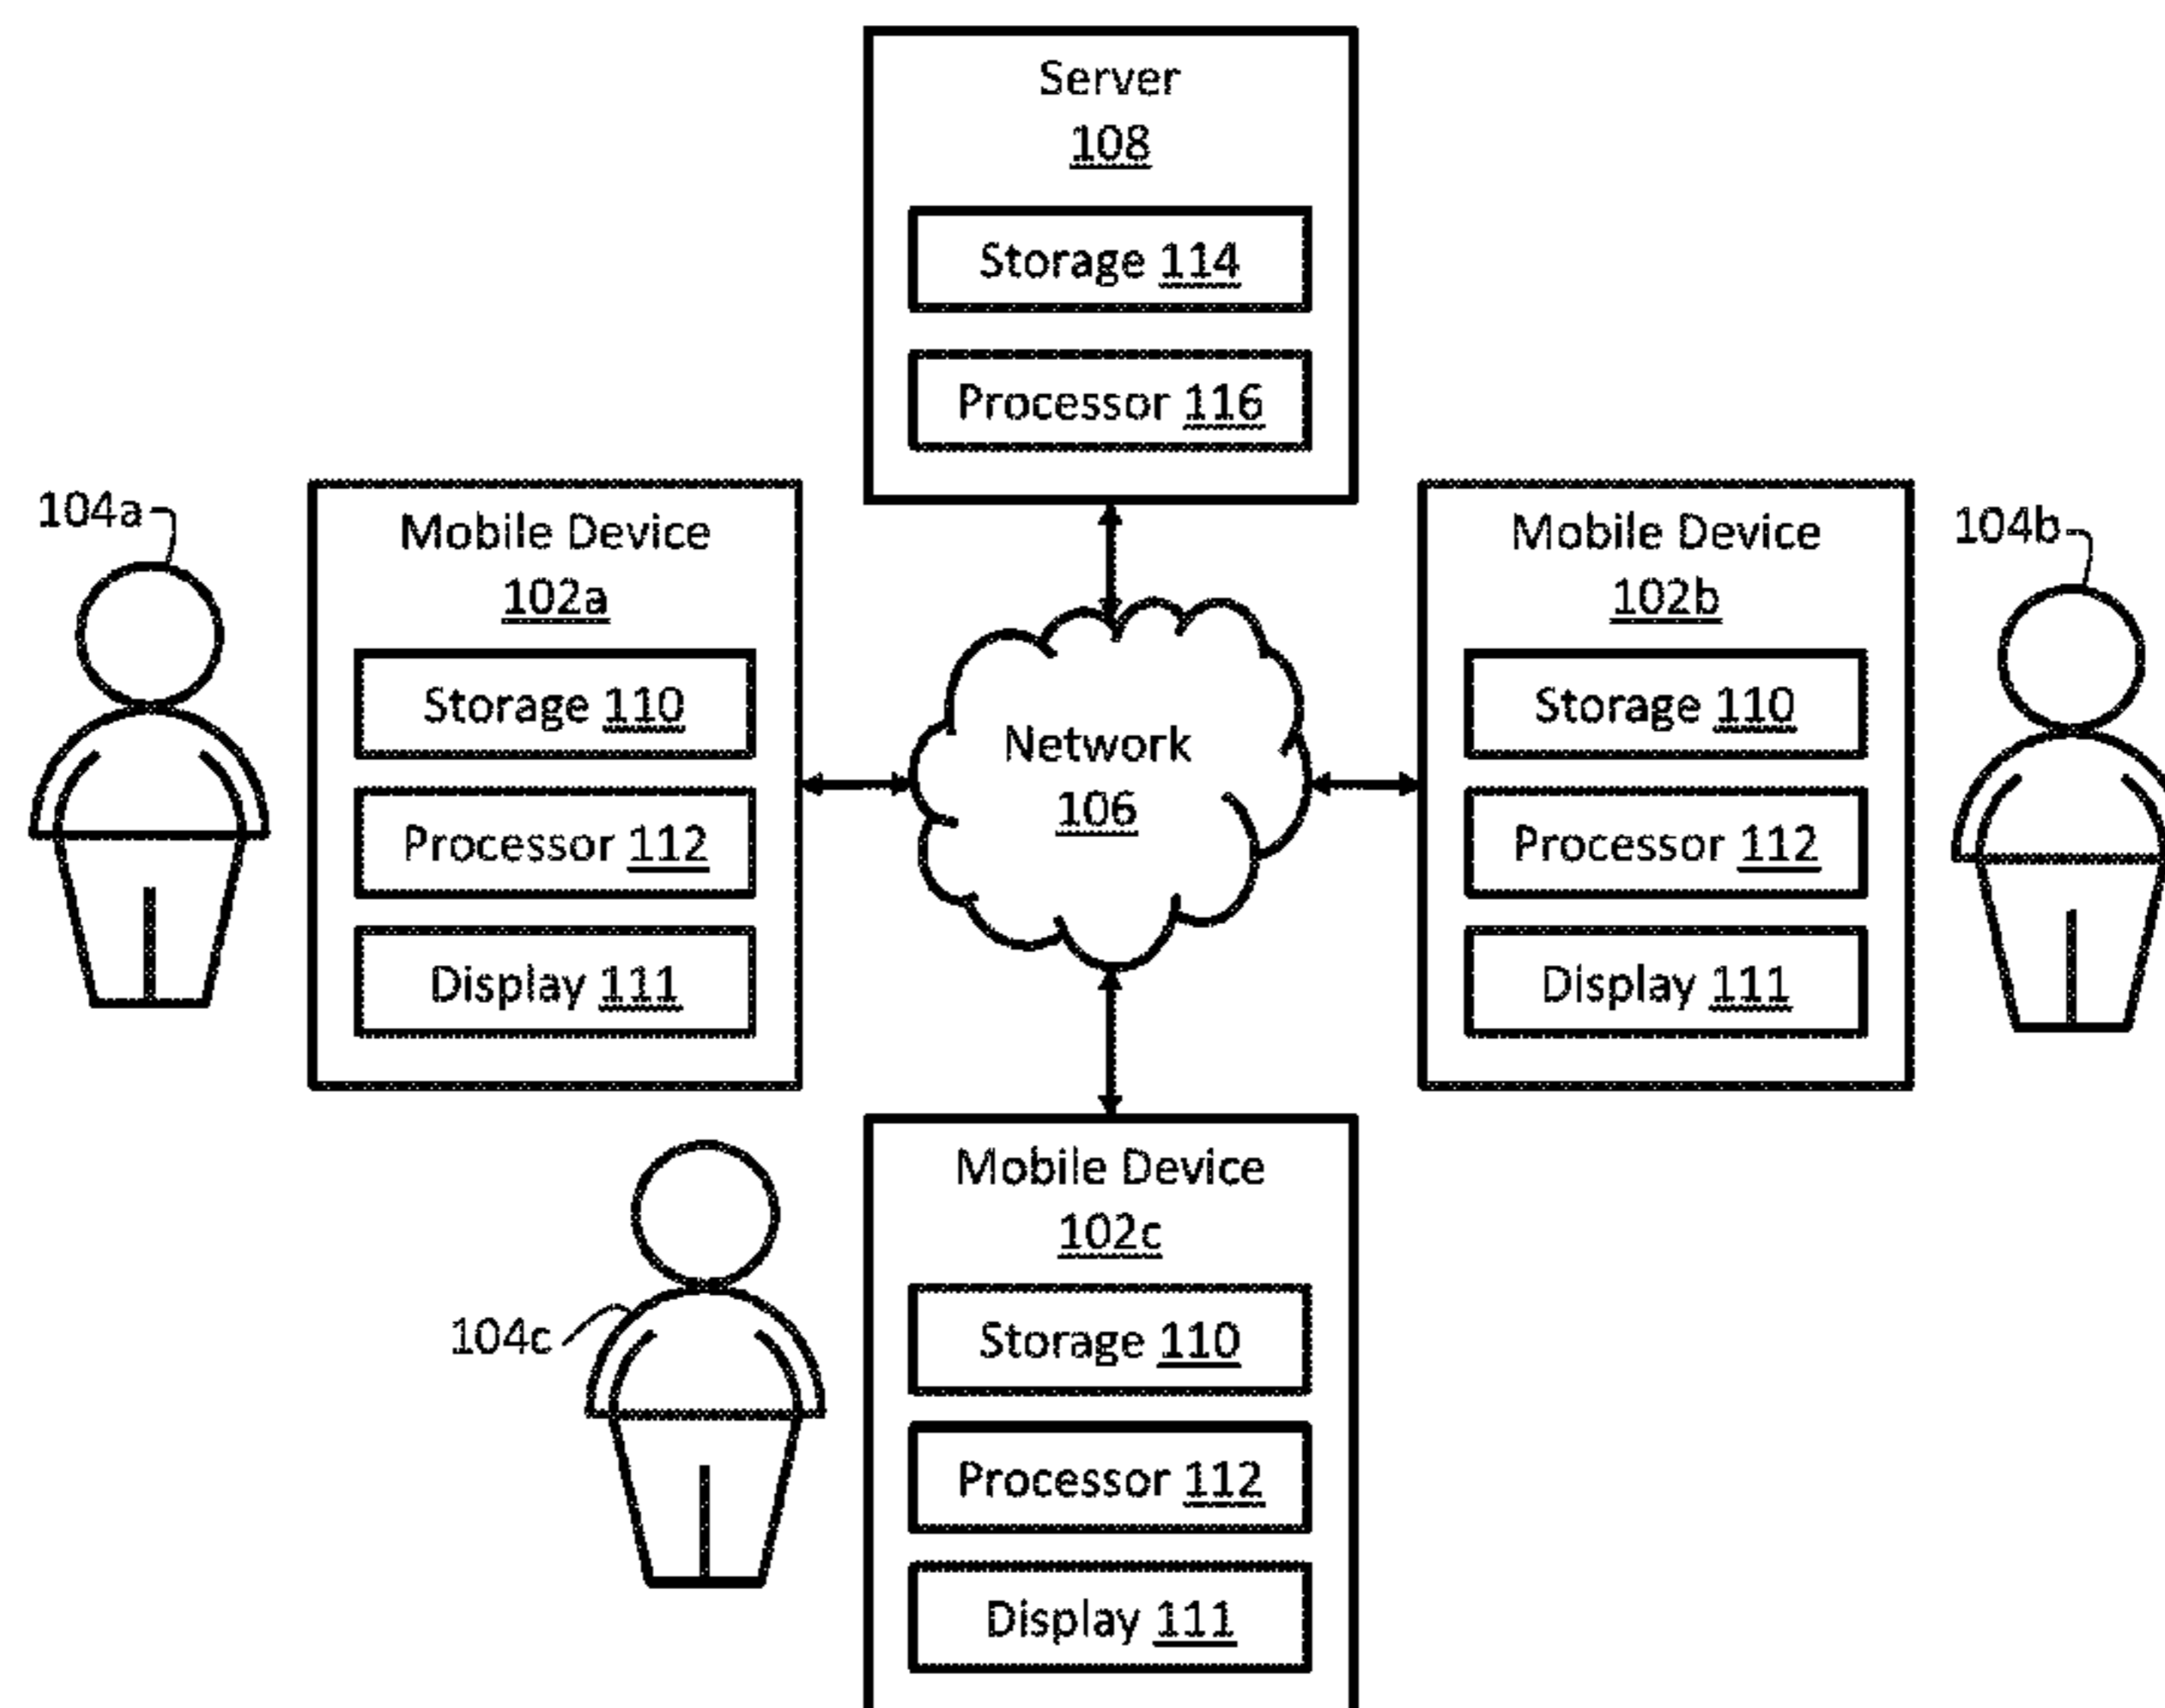 Server
108
Storage 114
Processor 116
104a
Mobile Device
102a
Storage 110
Processor 112
Display 111
Network
106
Mobile Device
102b
Storage 110
Processor 112
Display 111
104b
104c
Mobile Device
102c
Storage 110
Processor 112
Display 111